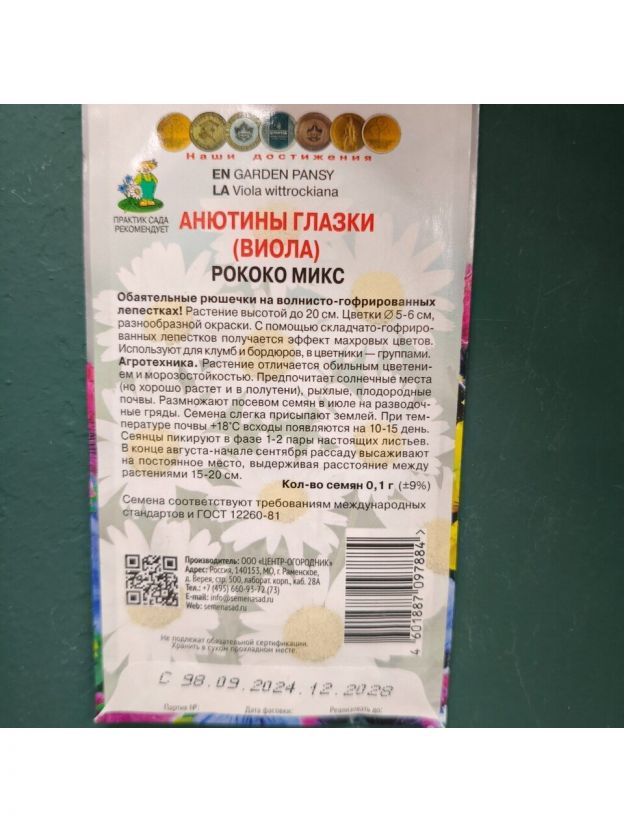 Наши достижения
EN GARDEN PANSY
LA Viola wittrockiana
ПРАКТИК САДА
РЕКОМЕНДУЕТ
АНЮТИНЫ ГЛАЗКИ
(ВИОЛА)
РОКОКО МИКС
Обаятельные рюшечки на волнисто-гофрированных
лепестках! Растение высотой до 20 см. Цветки Ø 5-6 см,
разнообразной окраски. С помощью складчато-гофриро-
ванных лепестков получается эффект махровых цветов.
Используют для клумб и бордюров, в цветники — группами.
Агротехника. Растение отличается обильным цветени-
ем и морозостойкостью. Предпочитает солнечные места
(но хорошо растет и в полутени), рыхлые, плодородные
почвы. Размножают посевом семян в июле на разводоч-
ные гряды. Семена слегка присыпают землей. При тем-
пературе почвы +18°С всходы появляются на 10-15 день.
Сеянцы пикируют в фазе 1-2 пары настоящих листьев.
В конце августа-начале сентября рассаду высаживают
на постоянное место, выдерживая расстояние между
растениями 15-20 см.
Кол-во семян 0,1 г (±9%)
Семена соответствуют требованиям международных
стандартов и ГОСТ 12260-81
Производитель: ООО «ЦЕНТР-ОГОРОДНИК»
Адрес: Россия, 140153, МО, г. Раменское,
д. Верея, стр. 500, лаборат. корп., каб. 28А
Тел.: +7 (495) 660-93-72 (73)
E-mail: info@semenasad.ru
Web: semenasad.ru
4 601887 097884 >
Не подлежат обязательной сертификации.
Хранить в сухом прохладном месте.
С 98.09.2024.12.2028
Партия №: Дата фасовки: Реализовать до: